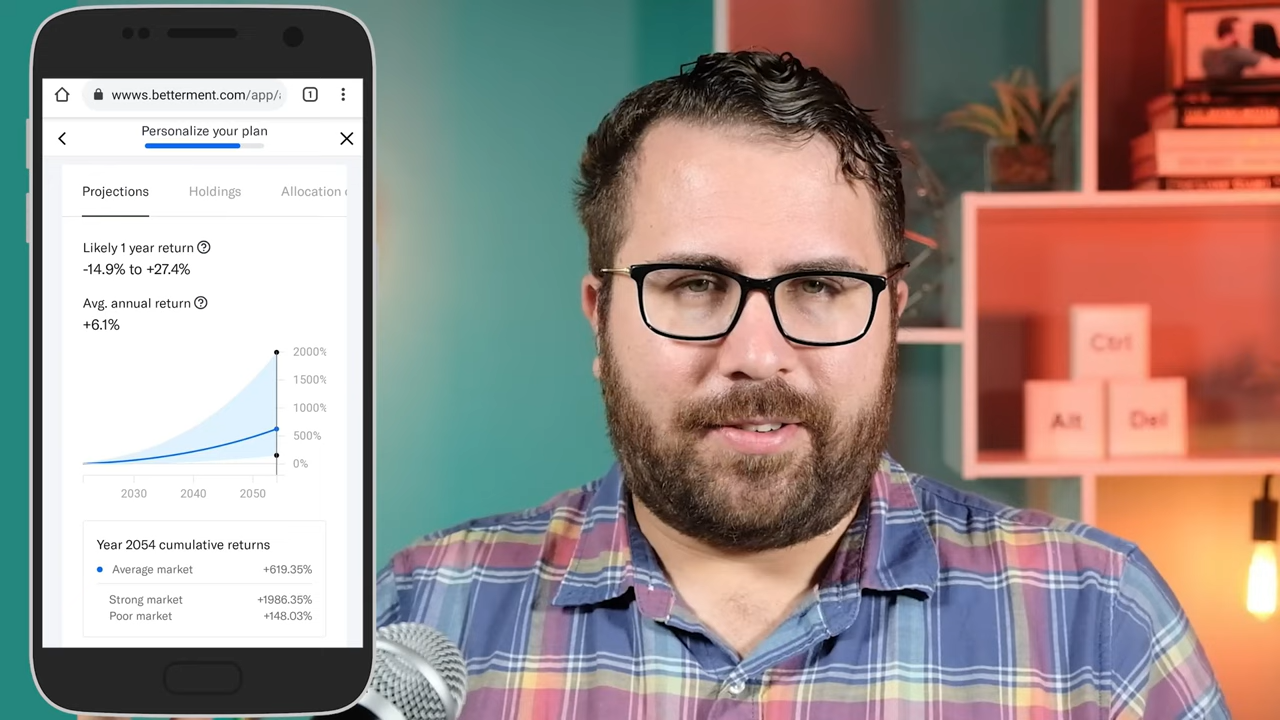 wwws.betterment.com/app/
1
Personalize your plan
Projections Holdings Allocation
Likely 1 year return ?
-14.9% to +27.4%
Avg. annual return ?
+6.1%
2000%
1500%
1000%
500%
0%
2030 2040 2050
Year 2054 cumulative returns
Average market +619.35%
Strong market +1986.35%
Poor market +148.03%
Ctrl
Alt Del